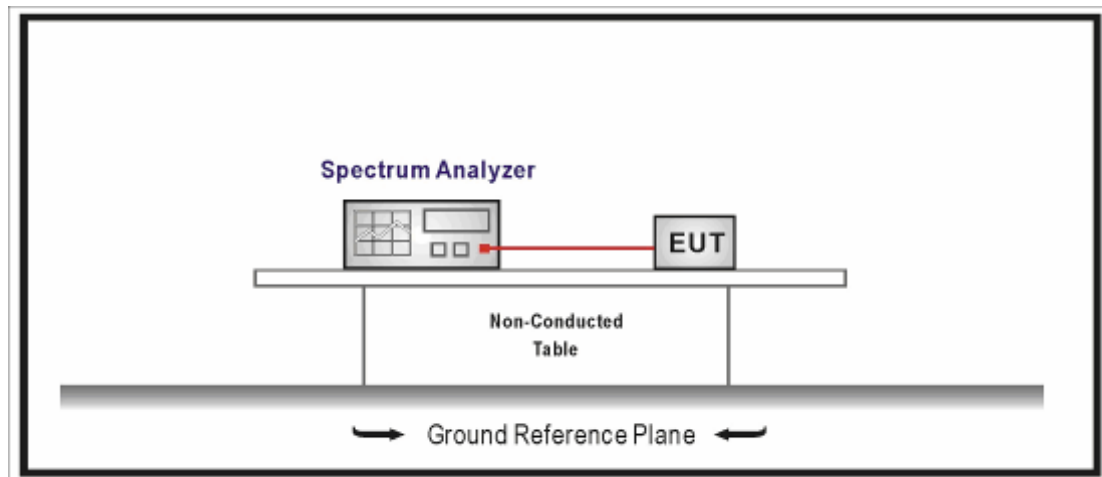 Spectrum Analyzer
EUT
Non-Conducted
Table
Ground Reference Plane